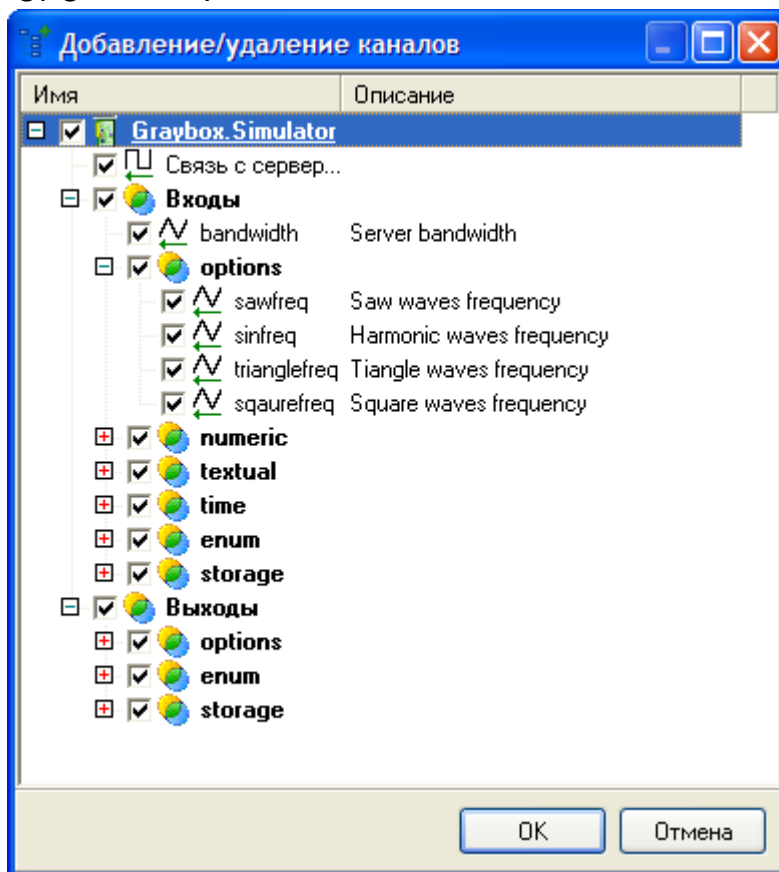 Добавление/удаление каналов
Имя Описание
Graybox.Simulator
Связь с сервер...
Входы
bandwidth Server bandwidth
options
sawfreq Saw waves frequency
sinfreq Harmonic waves frequency
trianglefreq Tiangle waves frequency
sqaurefreq Square waves frequency
numeric
textual
time
enum
storage
Выходы
options
enum
storage
OK Отмена